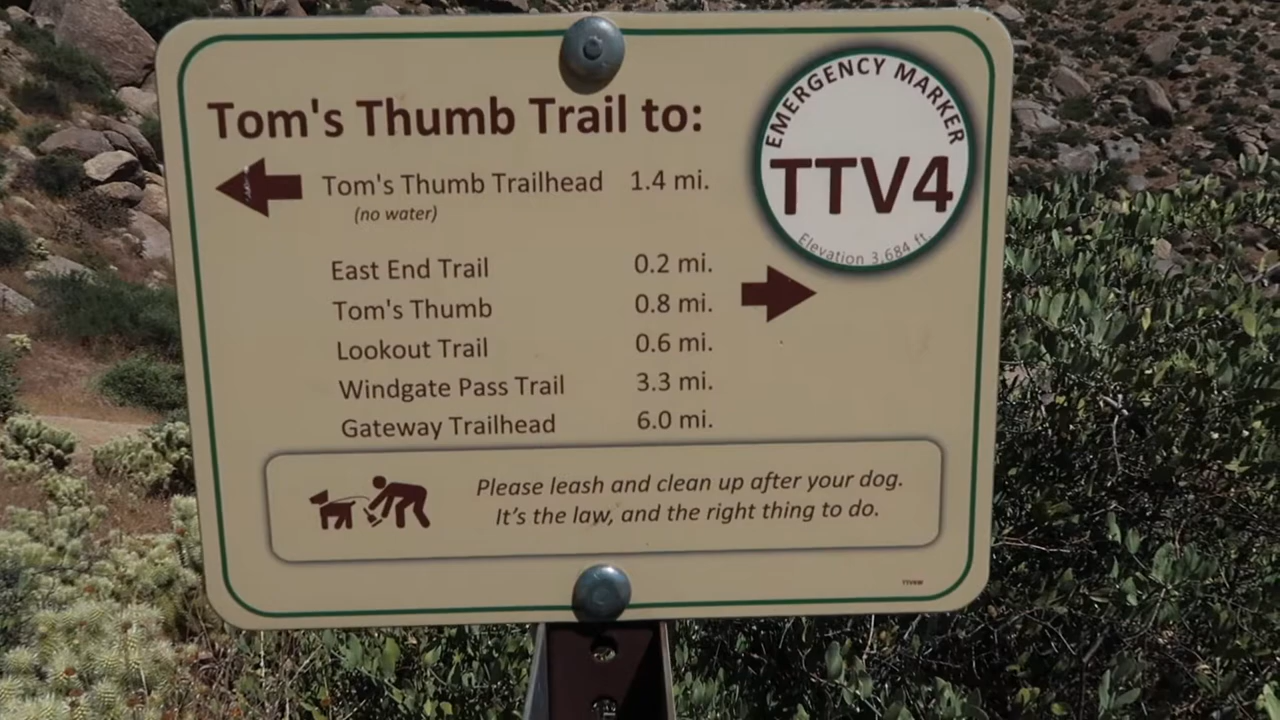 Tom's Thumb Trail to:
Tom's Thumb Trailhead 1.4 mi.
(no water)
East End Trail 0.2 mi.
Tom's Thumb 0.8 mi.
Lookout Trail 0.6 mi.
Windgate Pass Trail 3.3 mi.
Gateway Trailhead 6.0 mi.
EMERGENCY MARKER
TTV4
Elevation 3,684 ft.
Please leash and clean up after your dog.
It's the law, and the right thing to do.